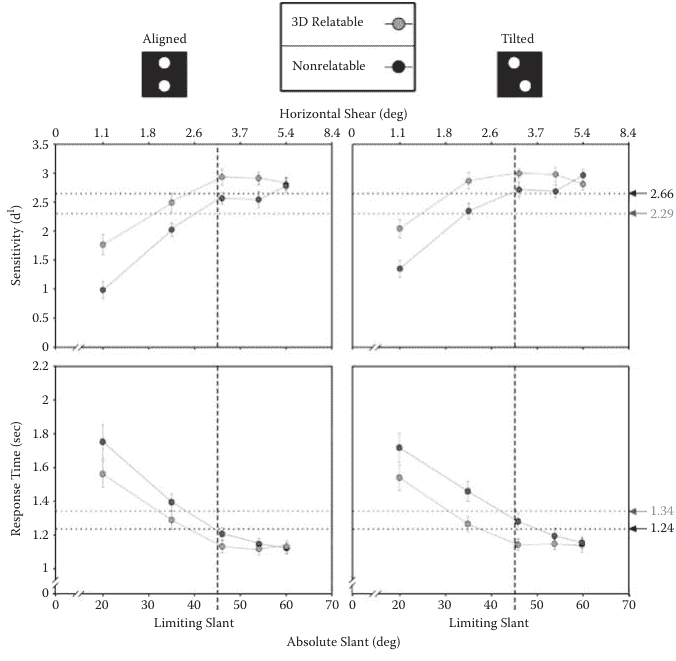 3D Relatable
Nonrelatable
Aligned
Tilted
Horizontal Shear (deg)
0 1.1 1.8 2.6 3.7 5.4 8.4
0 1.1 1.8 2.6 3.7 5.4 8.4
Sensitivity (d¹)
3.5
3
2.5
2
1.5
1
0.5
0
2.66
2.29
Response Time (sec)
2.2
2
1.8
1.6
1.4
1.2
1
0
1.34
1.24
0 20 30 40 50 60 70
0 20 30 40 50 60 70
Limiting Slant
Limiting Slant
Absolute Slant (deg)